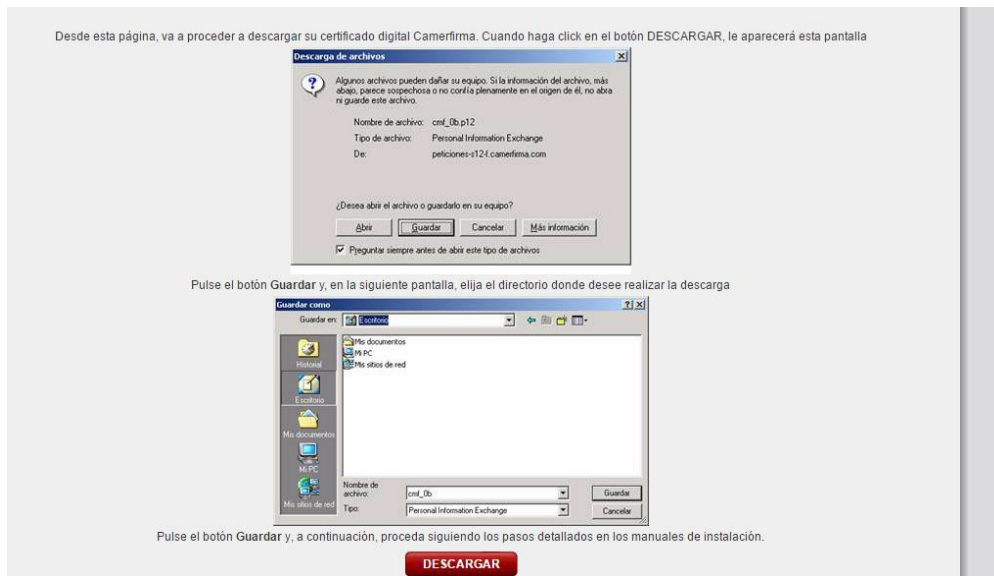 Desde esta página, va a proceder a descargar su certificado digital Camerfirma. Cuando haga click en el botón DESCARGAR, le aparecerá esta pantalla
Descarga de archivos
Algunos archivos pueden dañar su equipo. Si la información del archivo, más
abajo, parece sospechosa o no confía plenamente en el origen de él, no abra
ni guarde este archivo.
Nombre de archivo: cmf_0b.p12
Tipo de archivo: Personal Information Exchange
De: peticiones-s12-f.camerfirma.com
¿Desea abrir el archivo o guardarlo en su equipo?
Abrir Guardar Cancelar Más información
Preguntar siempre antes de abrir este tipo de archivos
Pulse el botón Guardar y, en la siguiente pantalla, elija el directorio donde desee realizar la descarga
Guardar como
Guardar en: Escritorio
Mis documentos
Mi PC
Mis sitios de red
Historial
Escritorio
Mis documentos
Mi PC
Mis sitios de red
Nombre de
archivo: cmf_0b Guardar
Tipo: Personal Information Exchange Cancelar
Pulse el botón Guardar y, a continuación, proceda siguiendo los pasos detallados en los manuales de instalación.
DESCARGAR